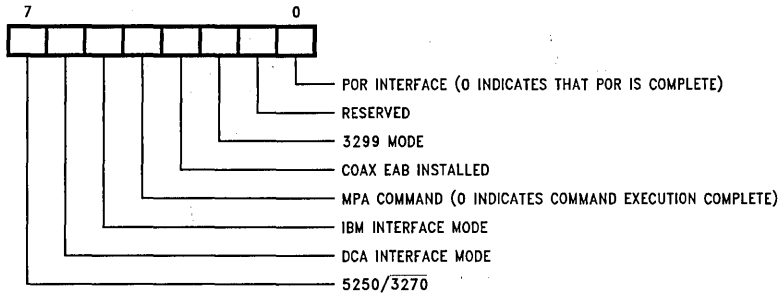 7 0
POR INTERFACE (0 INDICATES THAT POR IS COMPLETE)
RESERVED
3299 MODE
COAX EAB INSTALLED
MPA COMMAND (0 INDICATES COMMAND EXECUTION COMPLETE)
IBM INTERFACE MODE
DCA INTERFACE MODE
5250/3270